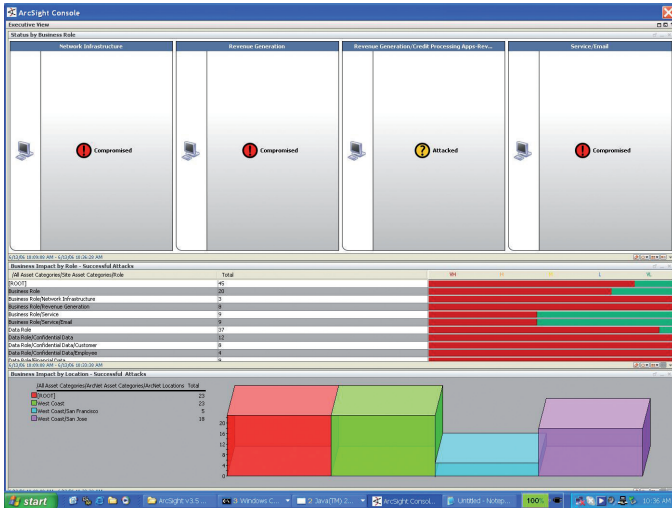 ArcSight Console
Executive View
Status by Business Role
Network Infrastructure
Revenue Generation
Revenue Generation/Credit Processing Apps-Rev...
Service/Email
Compromised
Compromised
Attacked
Compromised
Business Impact by Role - Successful Attacks
/All Asset Categories/Site Asset Categories/Role Total VH H L VL
[ROOT] 45
Business Role 20
Business Role/Network Infrastructure 3
Business Role/Revenue Generation 8
Business Role/Service 9
Business Role/Service/Email 9
Data Role 37
Data Role/Confidential Data 12
Data Role/Confidential Data/Customer 8
Data Role/Confidential Data/Employee 4
Data Role/Financial Data
Business Impact by Location - Successful Attacks
/All Asset Categories/ArcNet Asset Categories/ArcNet Locations Total
[ROOT] 23
West Coast 23
West Coast/San Francisco 5
West Coast/San Jose 18
20
16
12
8
4
0
start
ArcSight v3.5 ...
3 Windows C...
2 Java(TM) 2...
ArcSight Consol...
Untitled - Notep...
100%
10:36 AM